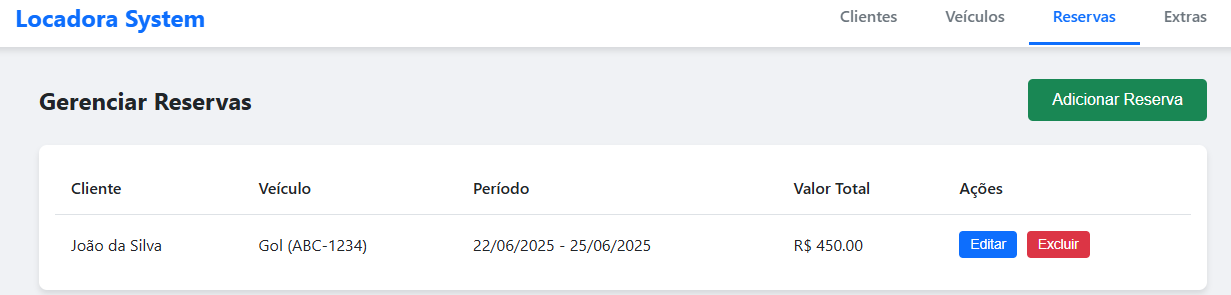 Locadora System Clientes Veículos Reservas Extras
Gerenciar Reservas Adicionar Reserva
Cliente Veículo Período Valor Total Ações
João da Silva Gol (ABC-1234) 22/06/2025 - 25/06/2025 R$ 450.00 Editar Excluir